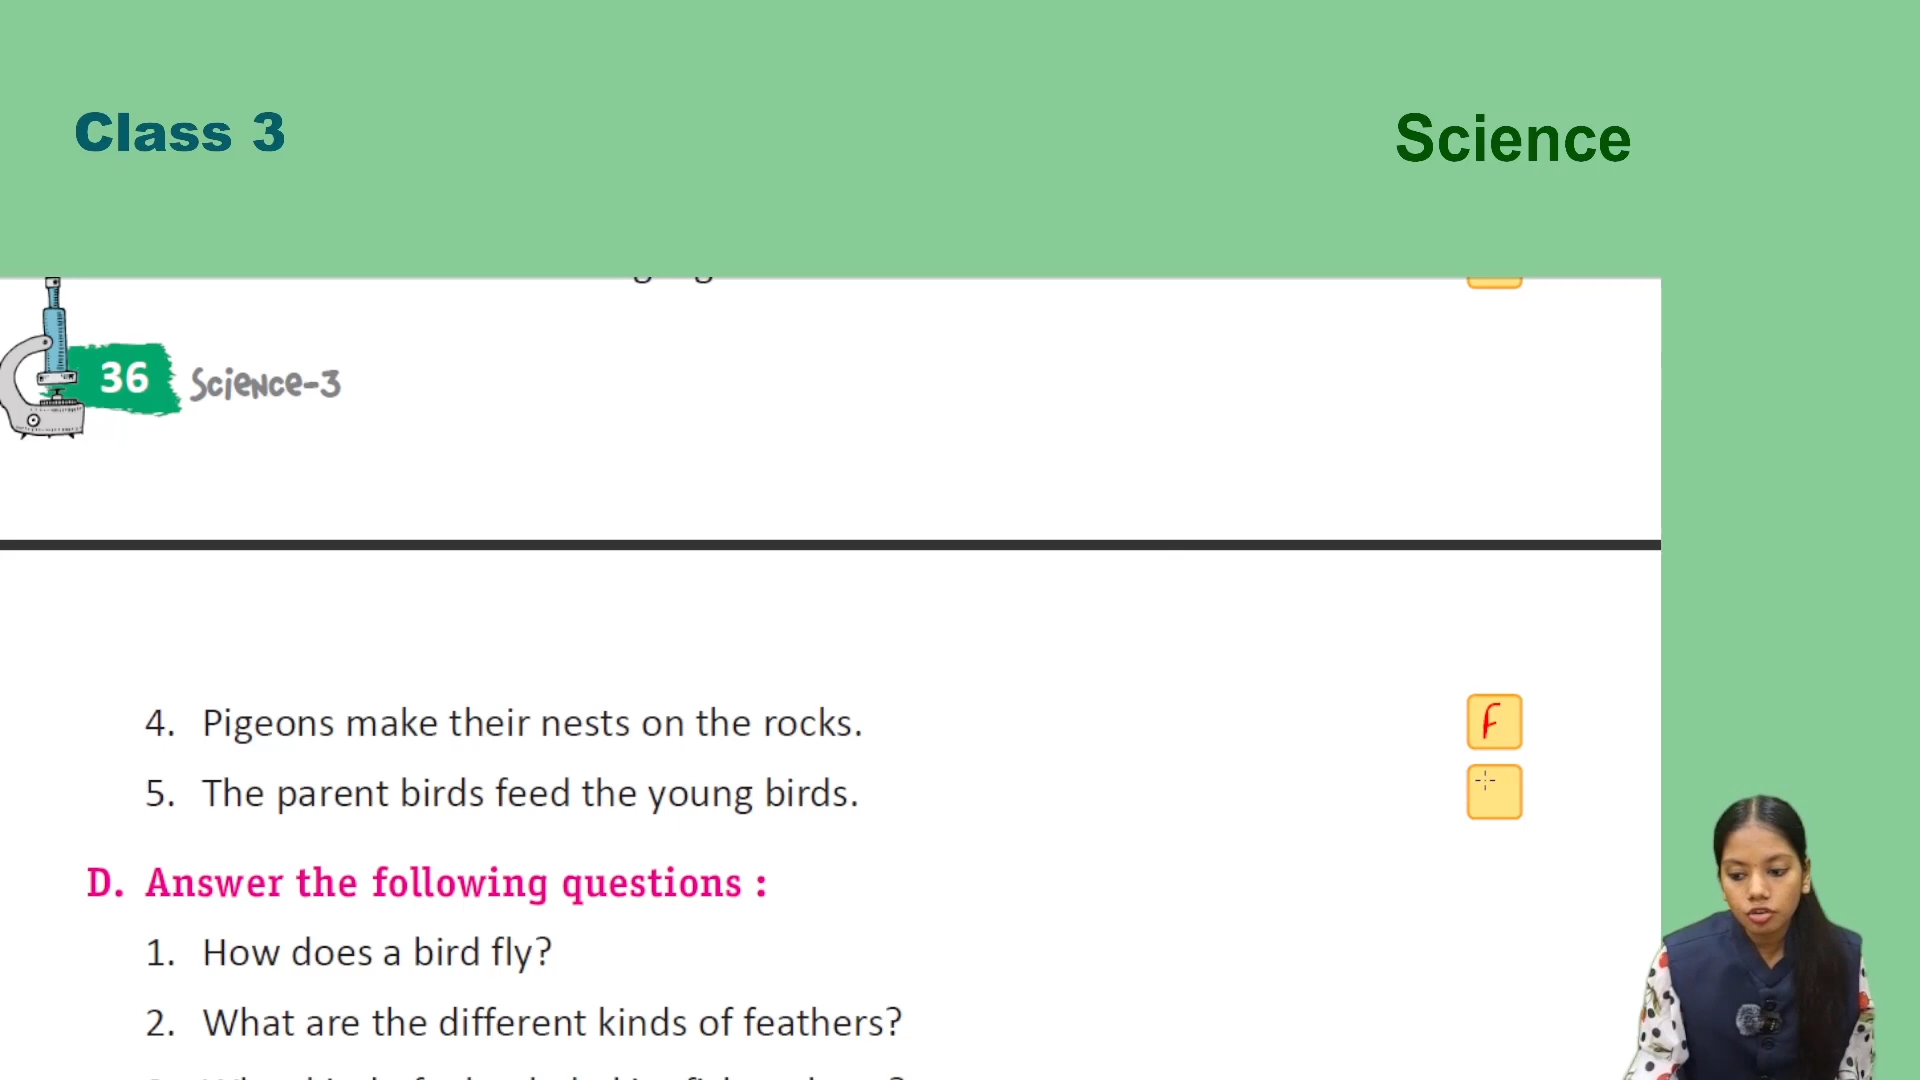 Class 3
Science
36 Science-3
4. Pigeons make their nests on the rocks. F
5. The parent birds feed the young birds.
D. Answer the following questions :
1. How does a bird fly?
2. What are the different kinds of feathers?